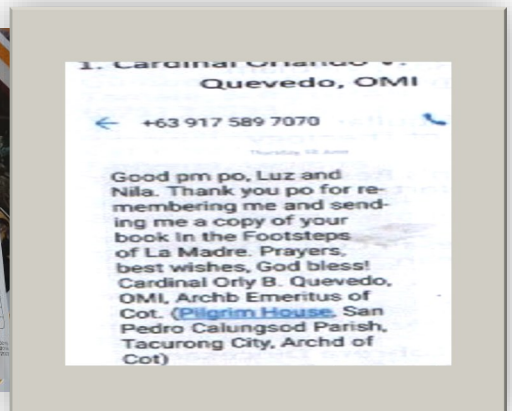 1. Cardinal Orlando
Quevedo, OMI
+63 917 589 7070
Good pm po, Luz and
Nila. Thank you po for re-
membering me and send-
ing me a copy of your
book In the Footsteps
of La Madre. Prayers,
best wishes, God bless!
Cardinal Orly B. Quevedo,
OMI, Archb Emeritus of
Cot. (Pilgrim House, San
Pedro Calungsod Parish,
Tacurong City, Archd of
Cot)